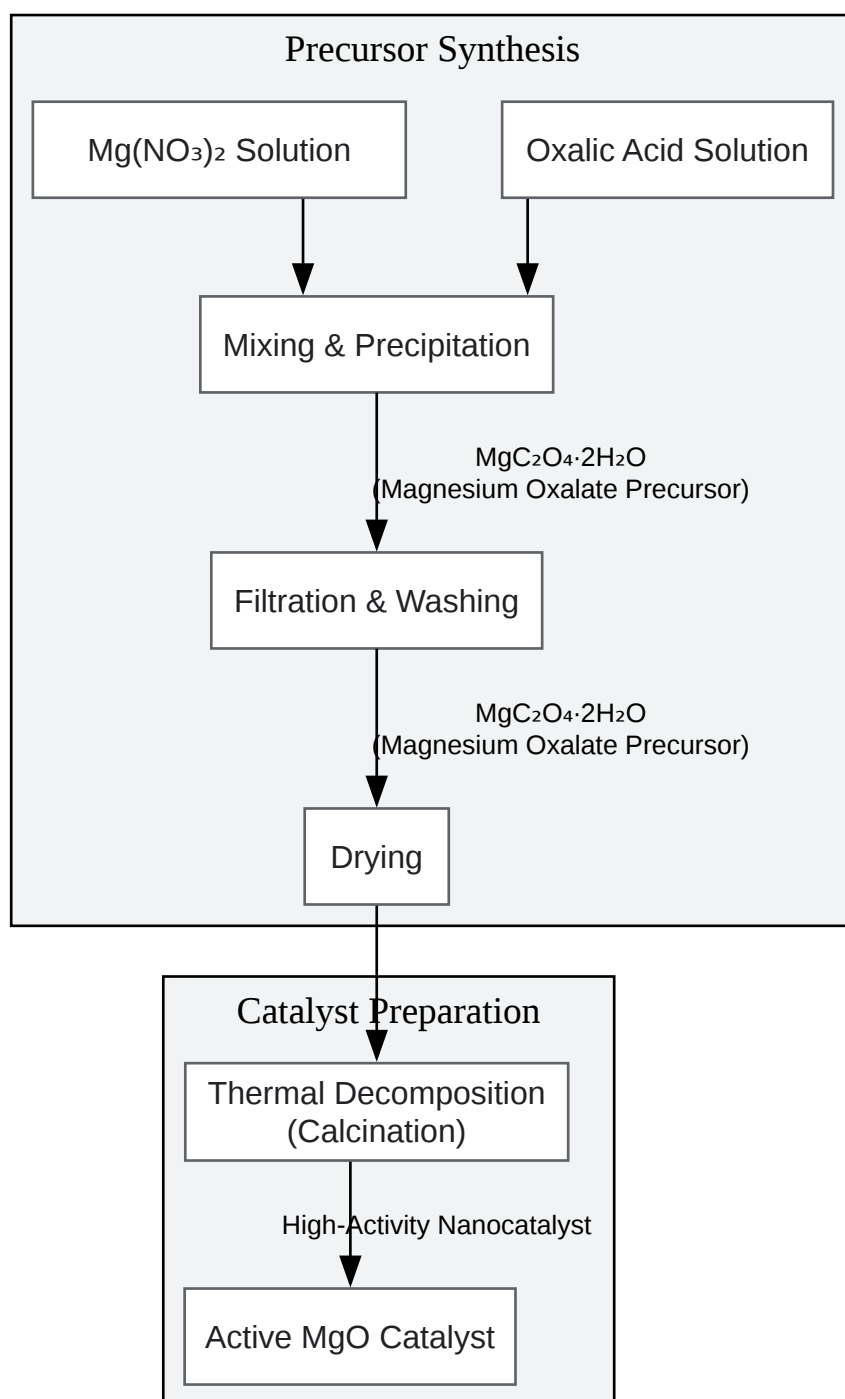 Precursor Synthesis
Mg(NO₃)₂ Solution
Oxalic Acid Solution
Mixing & Precipitation
MgC₂O₄·2H₂O
(Magnesium Oxalate Precursor)
Filtration & Washing
MgC₂O₄·2H₂O
(Magnesium Oxalate Precursor)
Drying
Catalyst Preparation
Thermal Decomposition
(Calcination)
High-Activity Nanocatalyst
Active MgO Catalyst